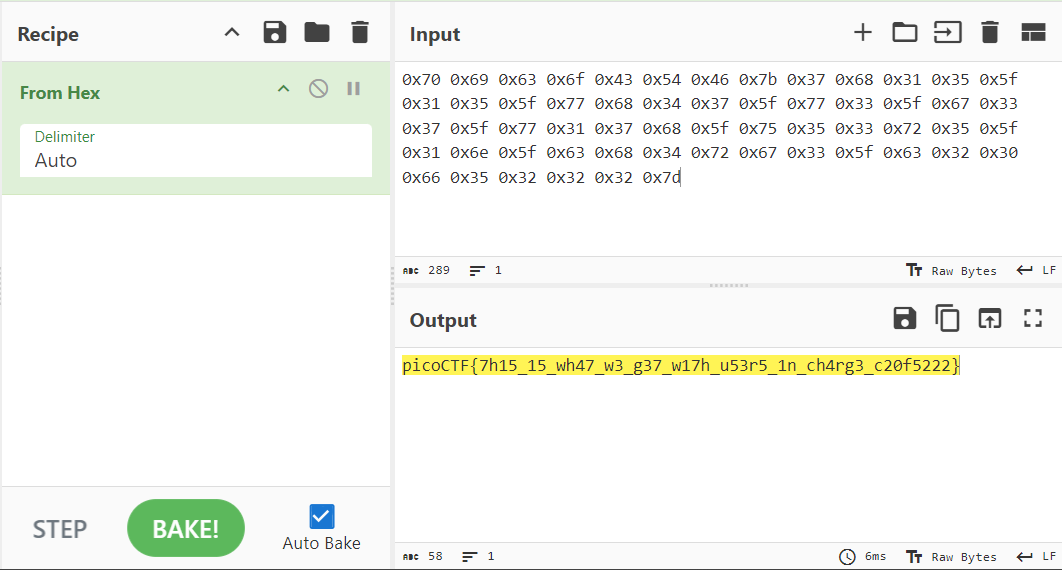 Recipe
From Hex
Delimiter
Auto
STEP
BAKE!
Auto Bake
Input
0x70 0x69 0x63 0x6f 0x43 0x54 0x46 0x7b 0x37 0x68 0x31 0x35 0x5f
0x31 0x35 0x5f 0x77 0x68 0x34 0x37 0x5f 0x77 0x33 0x5f 0x67 0x33
0x37 0x5f 0x77 0x31 0x37 0x68 0x5f 0x75 0x35 0x33 0x72 0x35 0x5f
0x31 0x6e 0x5f 0x63 0x68 0x34 0x72 0x67 0x33 0x5f 0x63 0x32 0x30
0x66 0x35 0x32 0x32 0x32 0x7d
ABC 289 1 Tт Raw Bytes LF
Output
picoCTF{7h15_15_wh47_w3_g37_w17h_u53r5_1n_ch4rg3_c20f5222}
ABC 58 1 6ms Tт Raw Bytes LF